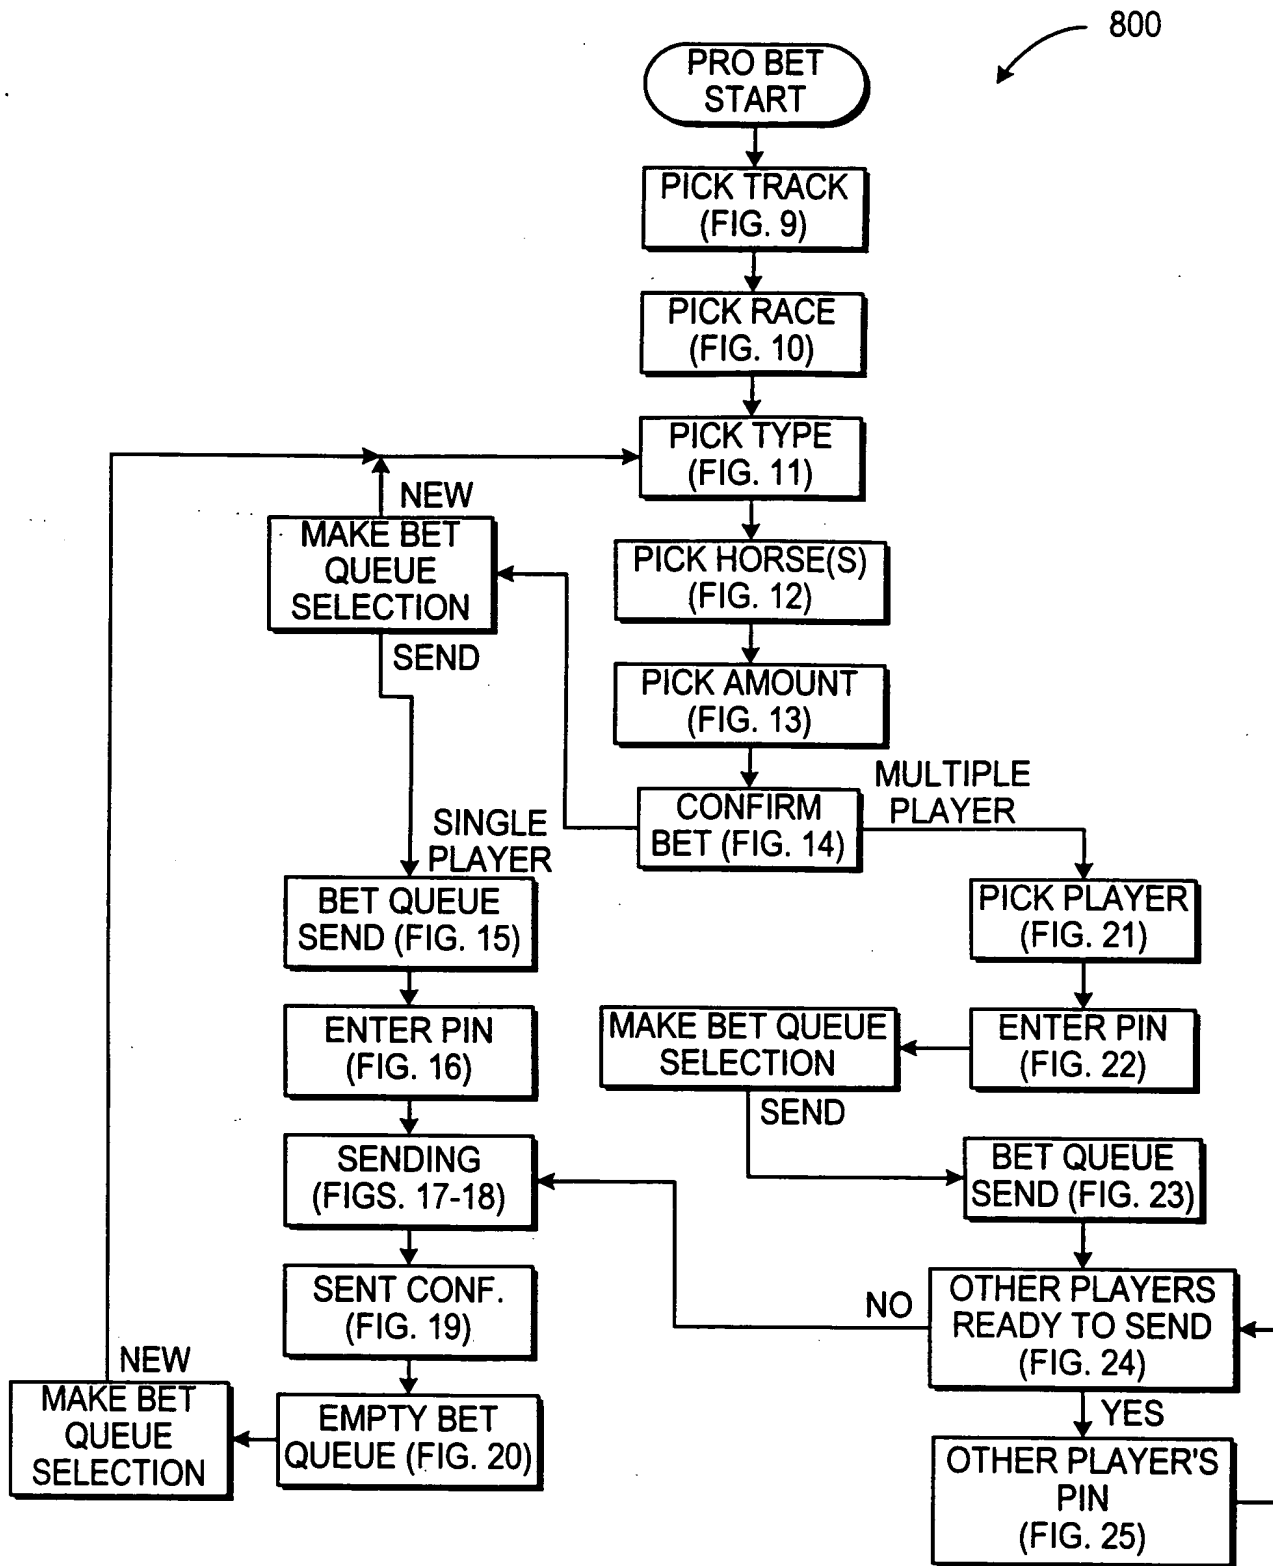 800
PRO BET
START
PICK TRACK
(FIG. 9)
PICK RACE
(FIG. 10)
PICK TYPE
(FIG. 11)
NEW
MAKE BET
QUEUE
SELECTION
SEND
PICK HORSE(S)
(FIG. 12)
PICK AMOUNT
(FIG. 13)
CONFIRM
BET (FIG. 14)
MULTIPLE
PLAYER
SINGLE
PLAYER
BET QUEUE
SEND (FIG. 15)
ENTER PIN
(FIG. 16)
SENDING
(FIGS. 17-18)
SENT CONF.
(FIG. 19)
EMPTY BET
QUEUE (FIG. 20)
NEW
MAKE BET
QUEUE
SELECTION
PICK PLAYER
(FIG. 21)
ENTER PIN
(FIG. 22)
MAKE BET QUEUE
SELECTION
SEND
BET QUEUE
SEND (FIG. 23)
OTHER PLAYERS
READY TO SEND
(FIG. 24)
NO
YES
OTHER PLAYER'S
PIN
(FIG. 25)